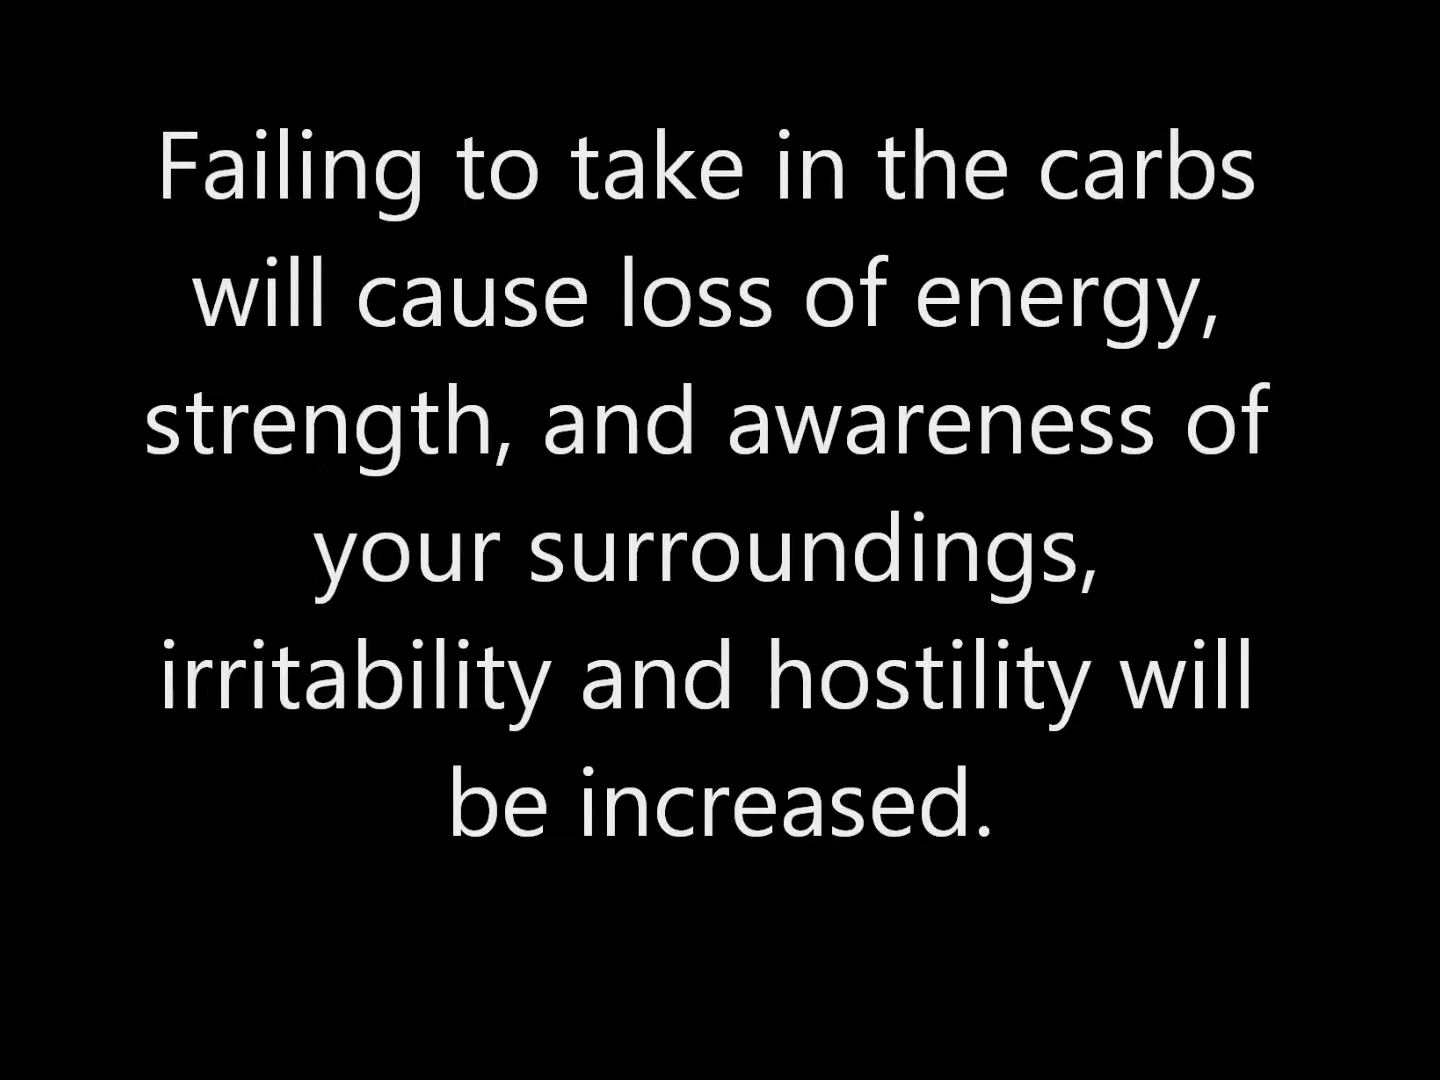 Failing to take in the carbs
will cause loss of energy,
strength, and awareness of
your surroundings,
irritability and hostility will
be increased.